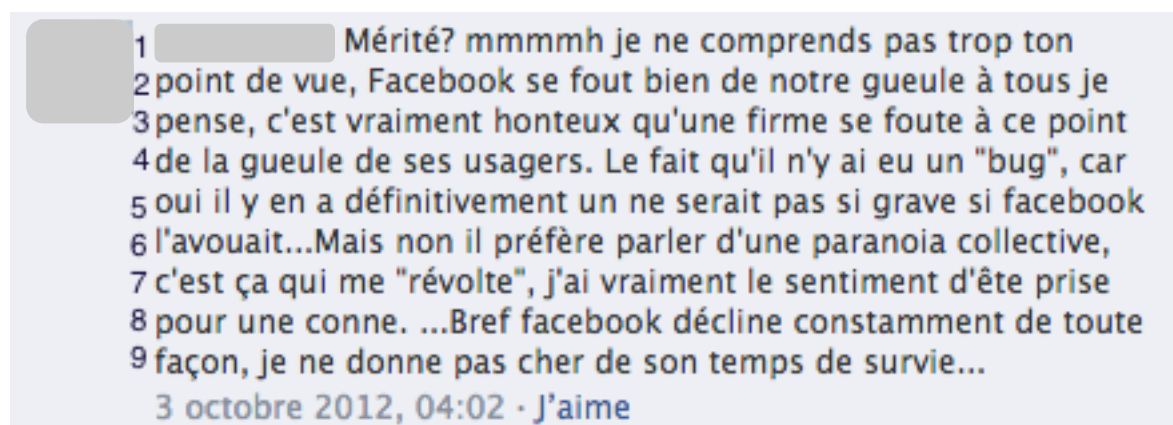 1 Mérité? mmmmh je ne comprends pas trop ton
2 point de vue, Facebook se fout bien de notre gueule à tous je
3 pense, c'est vraiment honteux qu'une firme se foute à ce point
4 de la gueule de ses usagers. Le fait qu'il n'y ai eu un "bug", car
5 oui il y en a définitivement un ne serait pas si grave si facebook
6 l'avouait...Mais non il préfère parler d'une paranoia collective,
7 c'est ça qui me "révolte", j'ai vraiment le sentiment d'ête prise
8 pour une conne. ...Bref facebook décline constamment de toute
9 façon, je ne donne pas cher de son temps de survie...
3 octobre 2012, 04:02 · J'aime